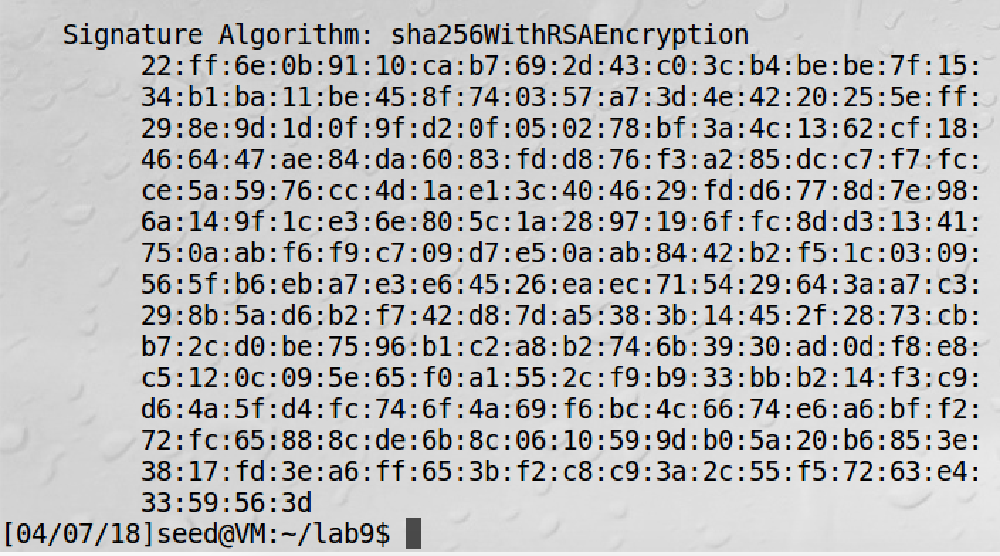 Signature Algorithm: sha256WithRSAEncryption
22:ff:6e:0b:91:10:ca:b7:69:2d:43:c0:3c:b4:be:be:7f:15:
34:b1:ba:11:be:45:8f:74:03:57:a7:3d:4e:42:20:25:5e:ff:
29:8e:9d:1d:0f:9f:d2:0f:05:02:78:bf:3a:4c:13:62:cf:18:
46:64:47:ae:84:da:60:83:fd:d8:76:f3:a2:85:dc:c7:f7:fc:
ce:5a:59:76:cc:4d:1a:e1:3c:40:46:29:fd:d6:77:8d:7e:98:
6a:14:9f:1c:e3:6e:80:5c:1a:28:97:19:6f:fc:8d:d3:13:41:
75:0a:ab:f6:f9:c7:09:d7:e5:0a:ab:84:42:b2:f5:1c:03:09:
56:5f:b6:eb:a7:e3:e6:45:26:ea:ec:71:54:29:64:3a:a7:c3:
29:8b:5a:d6:b2:f7:42:d8:7d:a5:38:3b:14:45:2f:28:73:cb:
b7:2c:d0:be:75:96:b1:c2:a8:b2:74:6b:39:30:ad:0d:f8:e8:
c5:12:0c:09:5e:65:f0:a1:55:2c:f9:b9:33:bb:b2:14:f3:c9:
d6:4a:5f:d4:fc:74:6f:4a:69:f6:bc:4c:66:74:e6:a6:bf:f2:
72:fc:65:88:8c:de:6b:8c:06:10:59:9d:b0:5a:20:b6:85:3e:
38:17:fd:3e:a6:ff:65:3b:f2:c8:c9:3a:2c:55:f5:72:63:e4:
33:59:56:3d
[04/07/18]seed@VM:~/lab9$